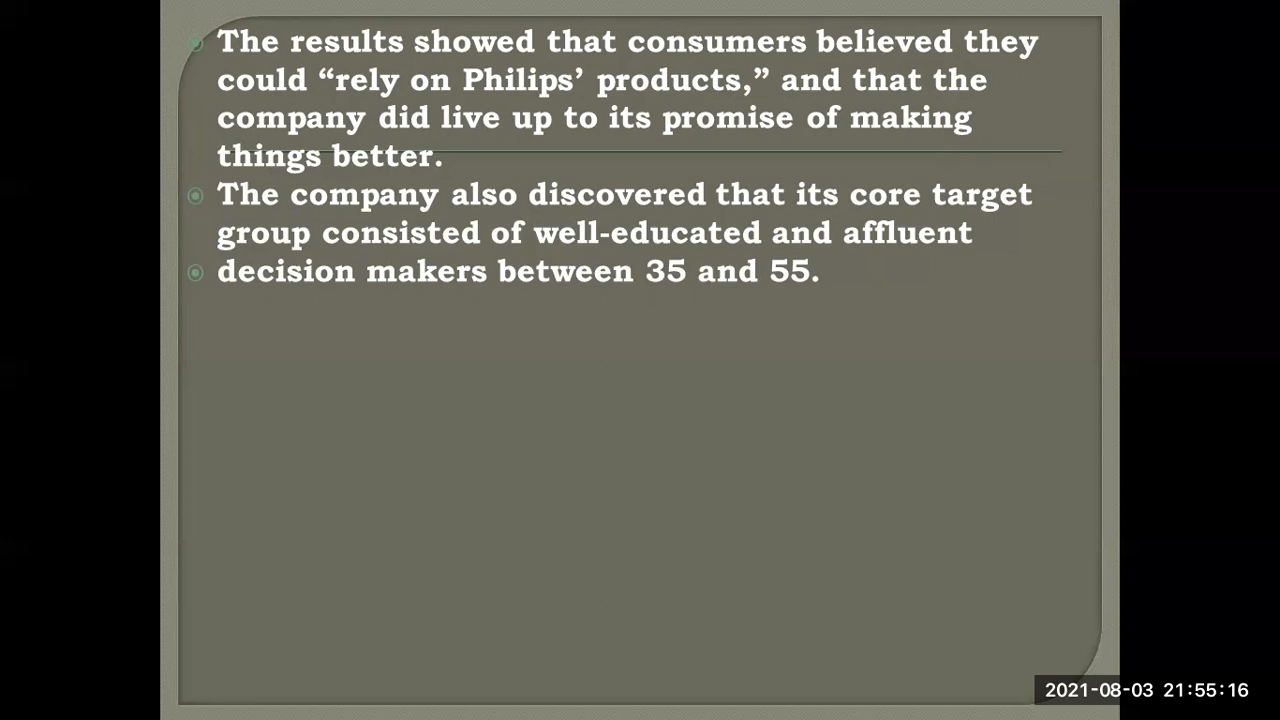 The results showed that consumers believed they
could “rely on Philips’ products,” and that the
company did live up to its promise of making
things better.
The company also discovered that its core target
group consisted of well-educated and affluent
decision makers between 35 and 55.
2021-08-03 21:55:16